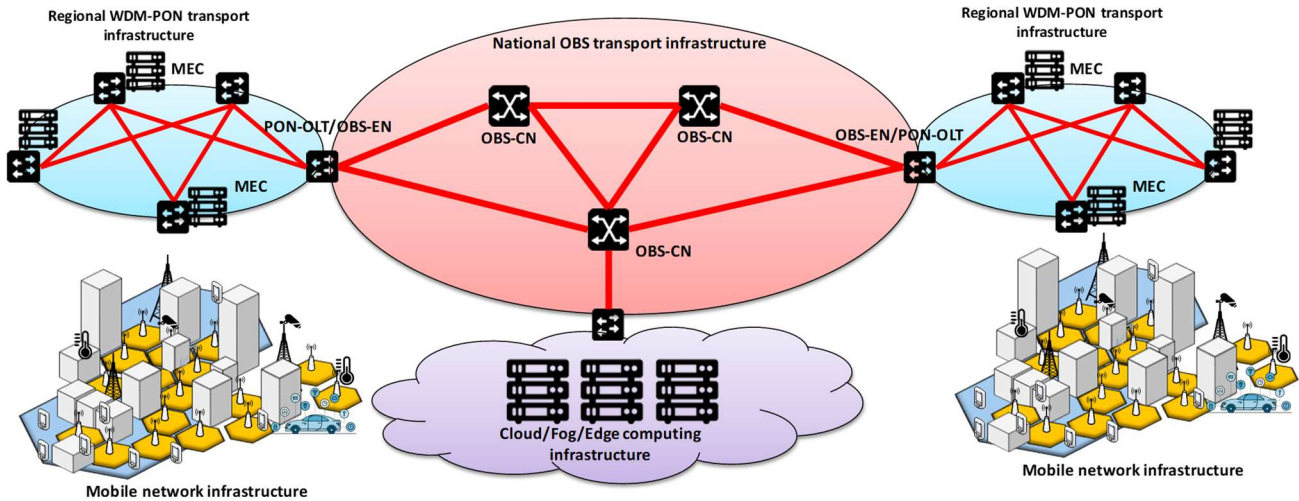 Regional WDM-PON transport
infrastructure
MEC
PON-OLT/OBS-EN
MEC
National OBS transport infrastructure
OBS-CN
OBS-CN
OBS-CN
OBS-EN/PON-OLT
Regional WDM-PON transport
infrastructure
MEC
MEC
Cloud/Fog/Edge computing
infrastructure
Mobile network infrastructure
Mobile network infrastructure